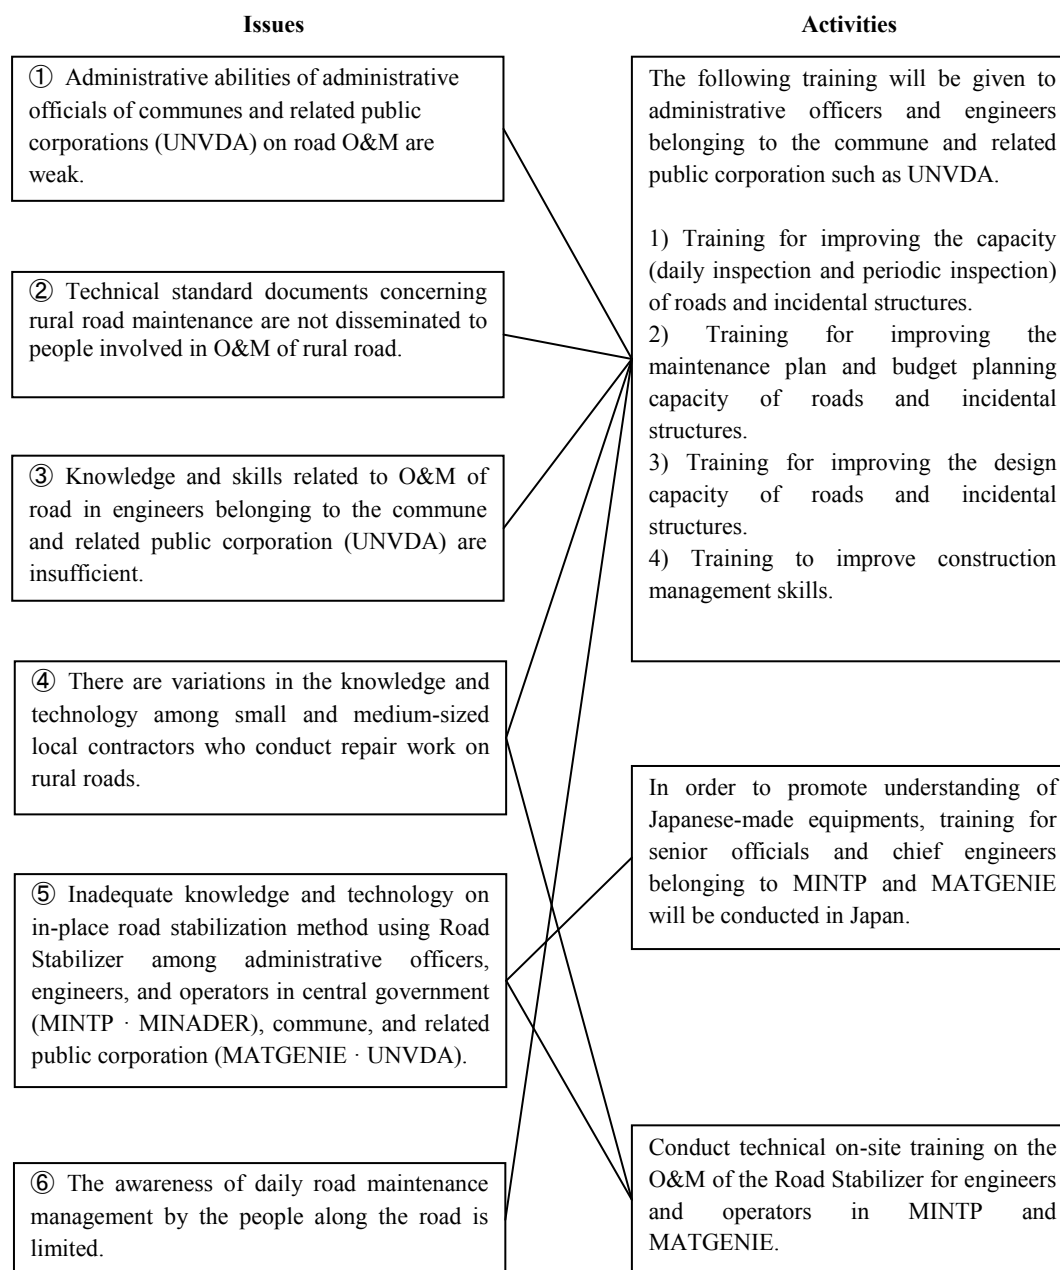 Issues
① Administrative abilities of administrative
officials of communes and related public
corporations (UNVDA) on road O&M are
weak.
② Technical standard documents concerning
rural road maintenance are not disseminated to
people involved in O&M of rural road.
③ Knowledge and skills related to O&M of
road in engineers belonging to the commune
and related public corporation (UNVDA) are
insufficient.
④ There are variations in the knowledge and
technology among small and medium-sized
local contractors who conduct repair work on
rural roads.
⑤ Inadequate knowledge and technology on
in-place road stabilization method using Road
Stabilizer among administrative officers,
engineers, and operators in central government
(MINTP · MINADER), commune, and related
public corporation (MATGENIE · UNVDA).
⑥ The awareness of daily road maintenance
management by the people along the road is
limited.
Activities
The following training will be given to
administrative officers and engineers
belonging to the commune and related
public corporation such as UNVDA.
1) Training for improving the capacity
(daily inspection and periodic inspection)
of roads and incidental structures.
2) Training for improving the
maintenance plan and budget planning
capacity of roads and incidental
structures.
3) Training for improving the design
capacity of roads and incidental
structures.
4) Training to improve construction
management skills.
In order to promote understanding of
Japanese-made equipments, training for
senior officials and chief engineers
belonging to MINTP and MATGENIE
will be conducted in Japan.
Conduct technical on-site training on the
O&M of the Road Stabilizer for engineers
and operators in MINTP and
MATGENIE.